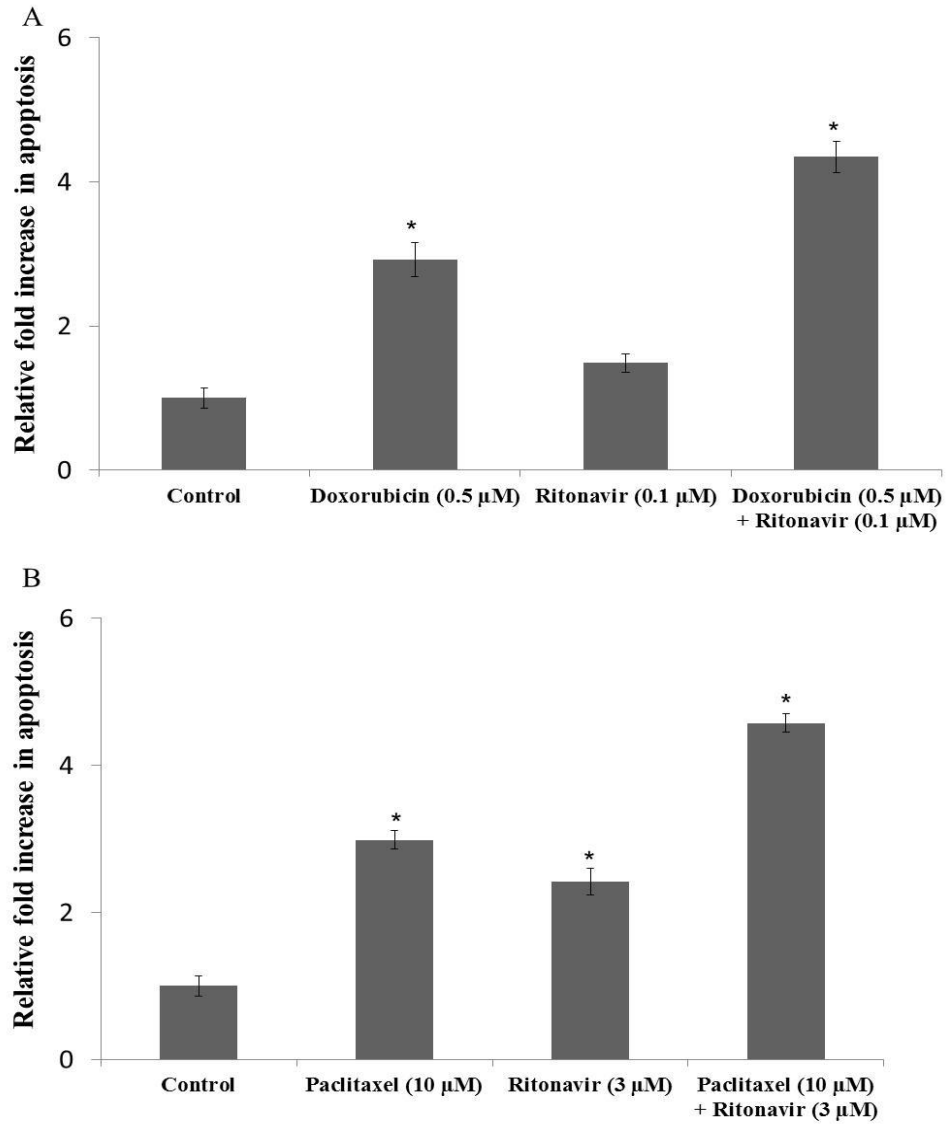 A
Relative fold increase in apoptosis
6
4
2
0
*
*
Control
Doxorubicin (0.5 µM)
Ritonavir (0.1 µM)
Doxorubicin (0.5 µM)
+ Ritonavir (0.1 µM)
B
Relative fold increase in apoptosis
6
4
2
0
*
*
*
Control
Paclitaxel (10 µM)
Ritonavir (3 µM)
Paclitaxel (10 µM)
+ Ritonavir (3 µM)